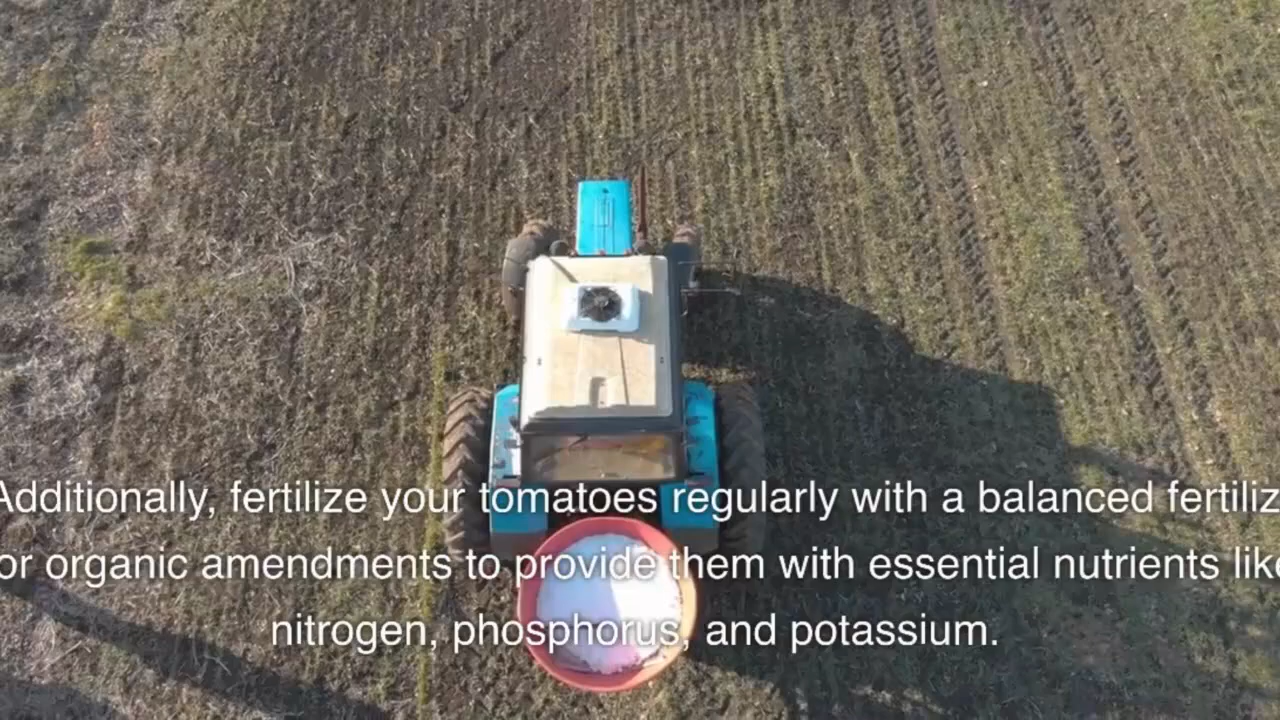 Additionally, fertilize your tomatoes regularly with a balanced fertiliz
or organic amendments to provide them with essential nutrients like
nitrogen, phosphorus, and potassium.